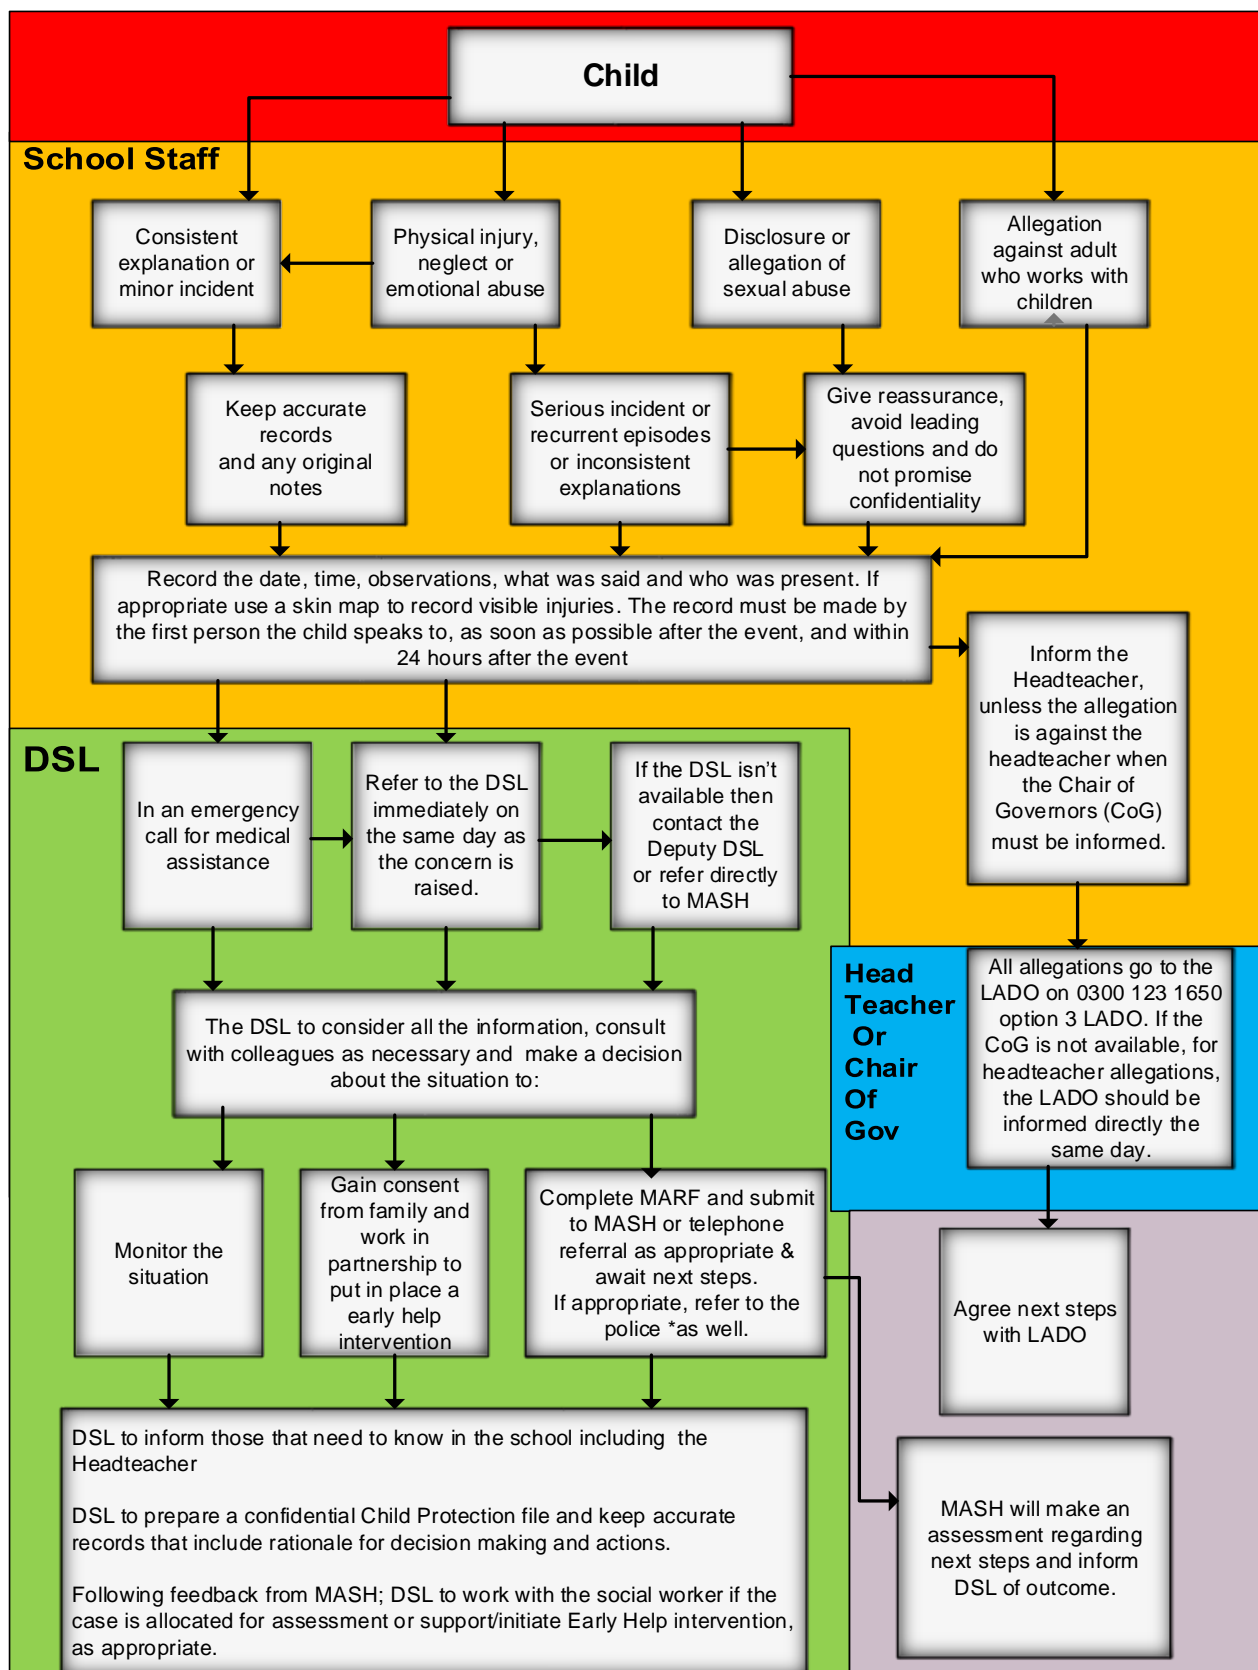 Child
School Staff
Consistent
explanation or
minor incident
Physical injury,
neglect or
emotional abuse
Disclosure or
allegation of
sexual abuse
Allegation
against adult
who works with
children
Keep accurate
records
and any original
notes
Serious incident or
recurrent episodes
or inconsistent
explanations
Give reassurance,
avoid leading
questions and do
not promise
confidentiality
Record the date, time, observations, what was said and who was present. If
appropriate use a skin map to record visible injuries. The record must be made by
the first person the child speaks to, as soon as possible after the event, and within
24 hours after the event
Inform the
Headteacher,
unless the allegation
is against the
headteacher when
the Chair of
Governors (CoG)
must be informed.
DSL
In an emergency
call for medical
assistance
Refer to the DSL
immediately on
the same day as
the concern is
raised.
If the DSL isn't
available then
contact the
Deputy DSL
or refer directly
to MASH
Head
Teacher
Or
Chair
Of
Gov
All allegations go to the
LADO on 0300 123 1650
option 3 LADO. If the
CoG is not available, for
headteacher allegations,
the LADO should be
informed directly the
same day.
The DSL to consider all the information, consult
with colleagues as necessary and make a decision
about the situation to:
Monitor the
situation
Gain consent
from family and
work in
partnership to
put in place a
early help
intervention
Complete MARF and submit
to MASH or telephone
referral as appropriate &
await next steps.
If appropriate, refer to the
police *as well.
Agree next steps
with LADO
DSL to inform those that need to know in the school including the
Headteacher
DSL to prepare a confidential Child Protection file and keep accurate
records that include rationale for decision making and actions.
Following feedback from MASH; DSL to work with the social worker if the
case is allocated for assessment or support/initiate Early Help intervention,
as appropriate.
MASH will make an
assessment regarding
next steps and inform
DSL of outcome.